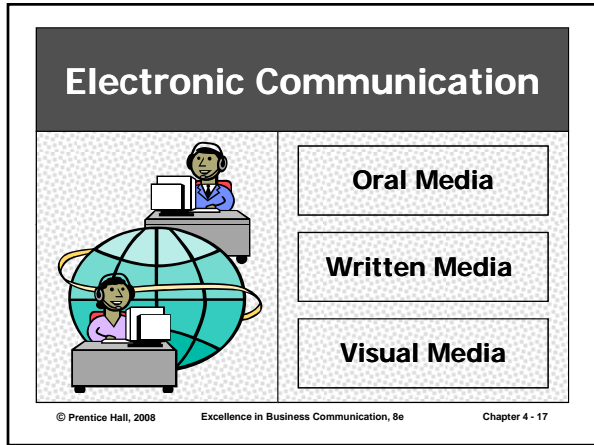 Electronic Communication
Oral Media
Written Media
Visual Media
© Prentice Hall, 2008 Excellence in Business Communication, 8e Chapter 4 - 17